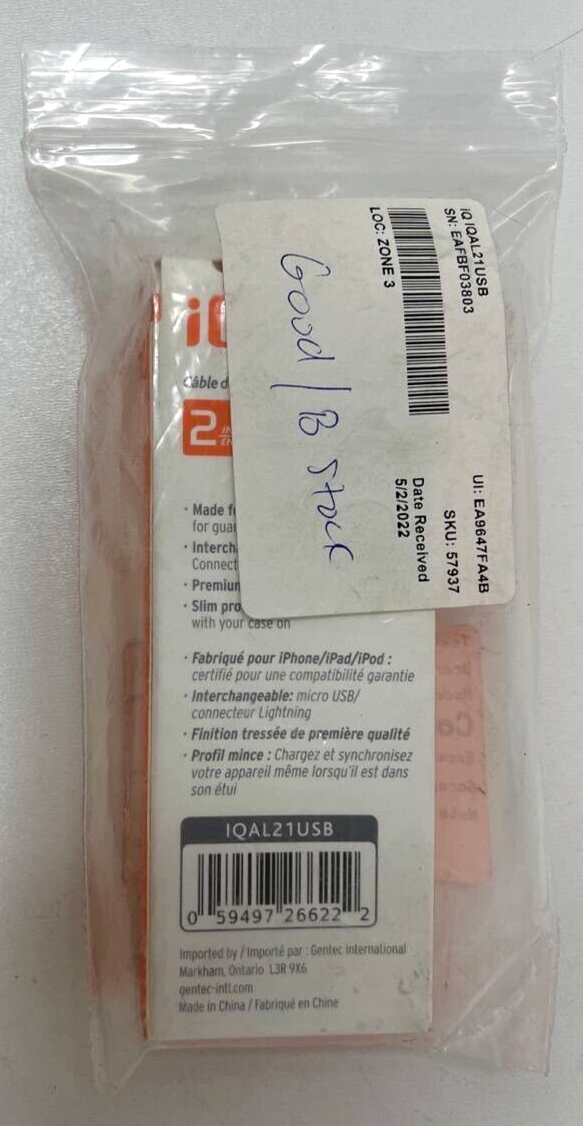 iQ IQAL21USB
SN: EAFBF03803
LOC: ZONE 3
UI: EA9647FA4B
SKU: 57937
Date Received
5/2/2022
Good / B Stock
Câble d
2
· Made f
for gua
· Interch
Connect
· Premium
· Slim pro
with your case on
· Fabriqué pour iPhone/iPad/iPod :
certifié pour une compatibilité garantie
· Interchangeable: micro USB/
connecteur Lightning
· Finition tressée de première qualité
· Profil mince : Chargez et synchronisez
votre appareil même lorsqu'il est dans
son étui
IQAL21USB
0 59497 26622 2
Imported by / Importé par : Gentec International
Markham, Ontario L3R 9X6
gentec-intl.com
Made in China / Fabriqué en Chine